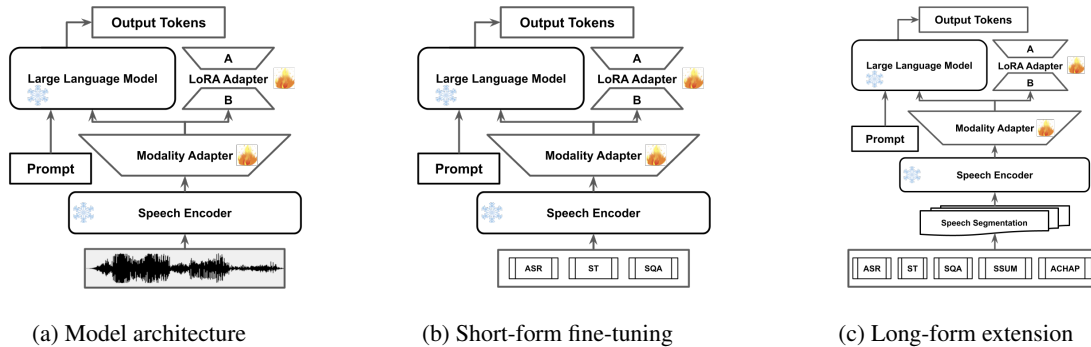 Output Tokens
A
Large Language Model
LoRA Adapter
B
Modality Adapter
Prompt
Speech Encoder
(a) Model architecture
Output Tokens
A
Large Language Model
LoRA Adapter
B
Modality Adapter
Prompt
Speech Encoder
ASR
ST
SQA
(b) Short-form fine-tuning
Output Tokens
A
Large Language Model
LoRA Adapter
B
Modality Adapter
Prompt
Speech Encoder
Speech Segmentation
ASR
ST
SQA
SSUM
ACHAP
(c) Long-form extension